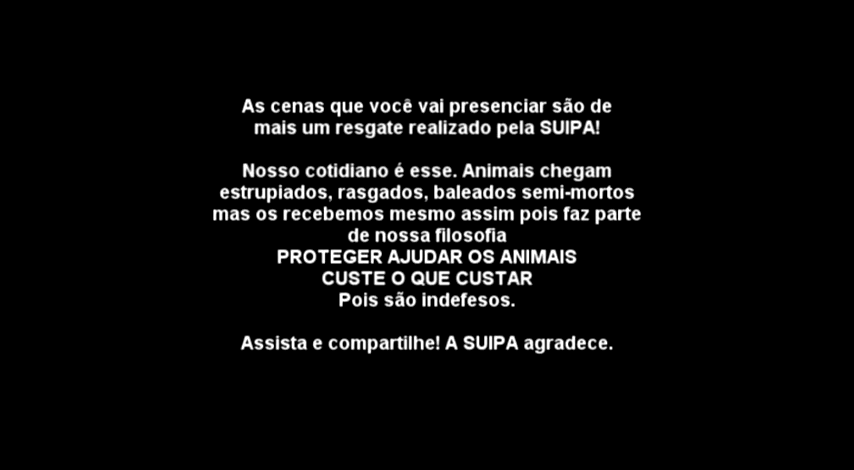 As cenas que você vai presenciar são de
mais um resgate realizado pela SUIPA!
Nosso cotidiano é esse. Animais chegam
estrupiados, rasgados, baleados semi-mortos
mas os recebemos mesmo assim pois faz parte
de nossa filosofia
PROTEGER AJUDAR OS ANIMAIS
CUSTE O QUE CUSTAR
Pois são indefesos.
Assista e compartilhe! A SUIPA agradece.